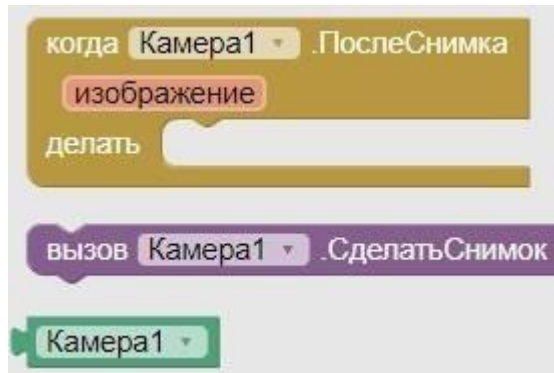 когда Камера1 .ПослеСнимка
изображение
делать
вызов Камера1 .СделатьСнимок
Камера1